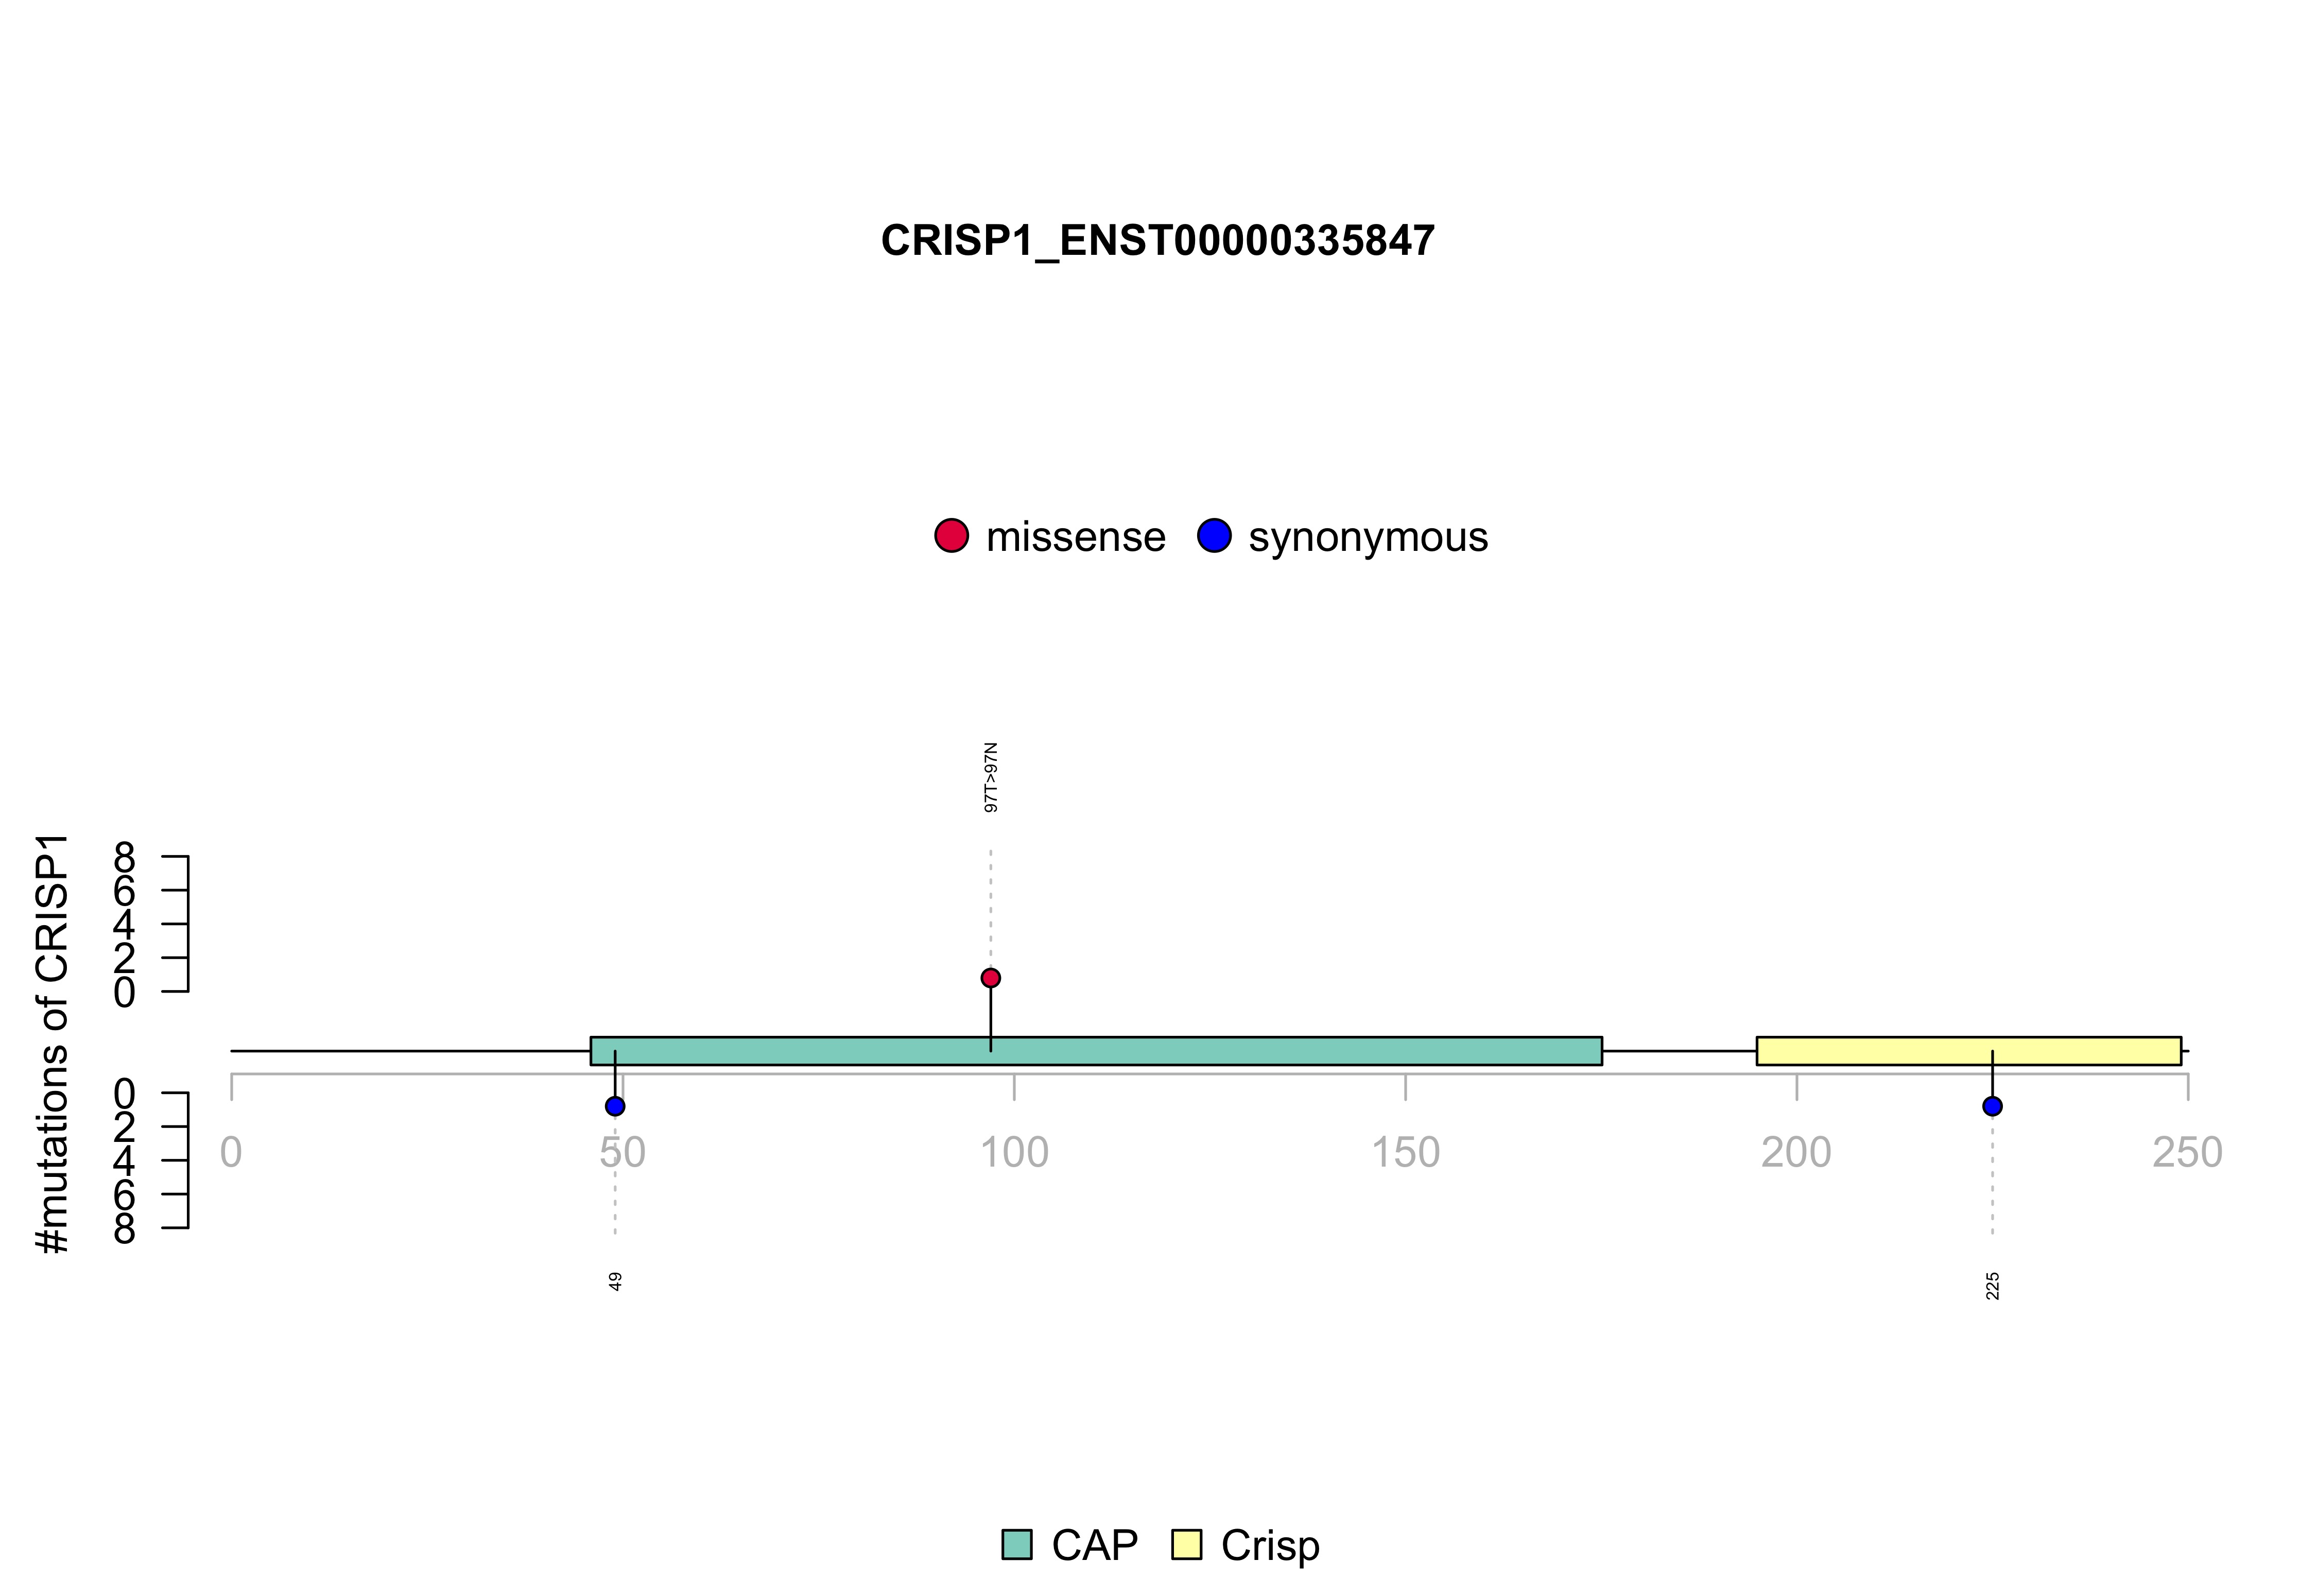 CRISP1_ENST00000335847
missense synonymous
97T>97N
#mutations of CRISP1
8
6
4
2
0
0
2
4
6
8
0 50 100 150 200 250
49
225
CAP Crisp